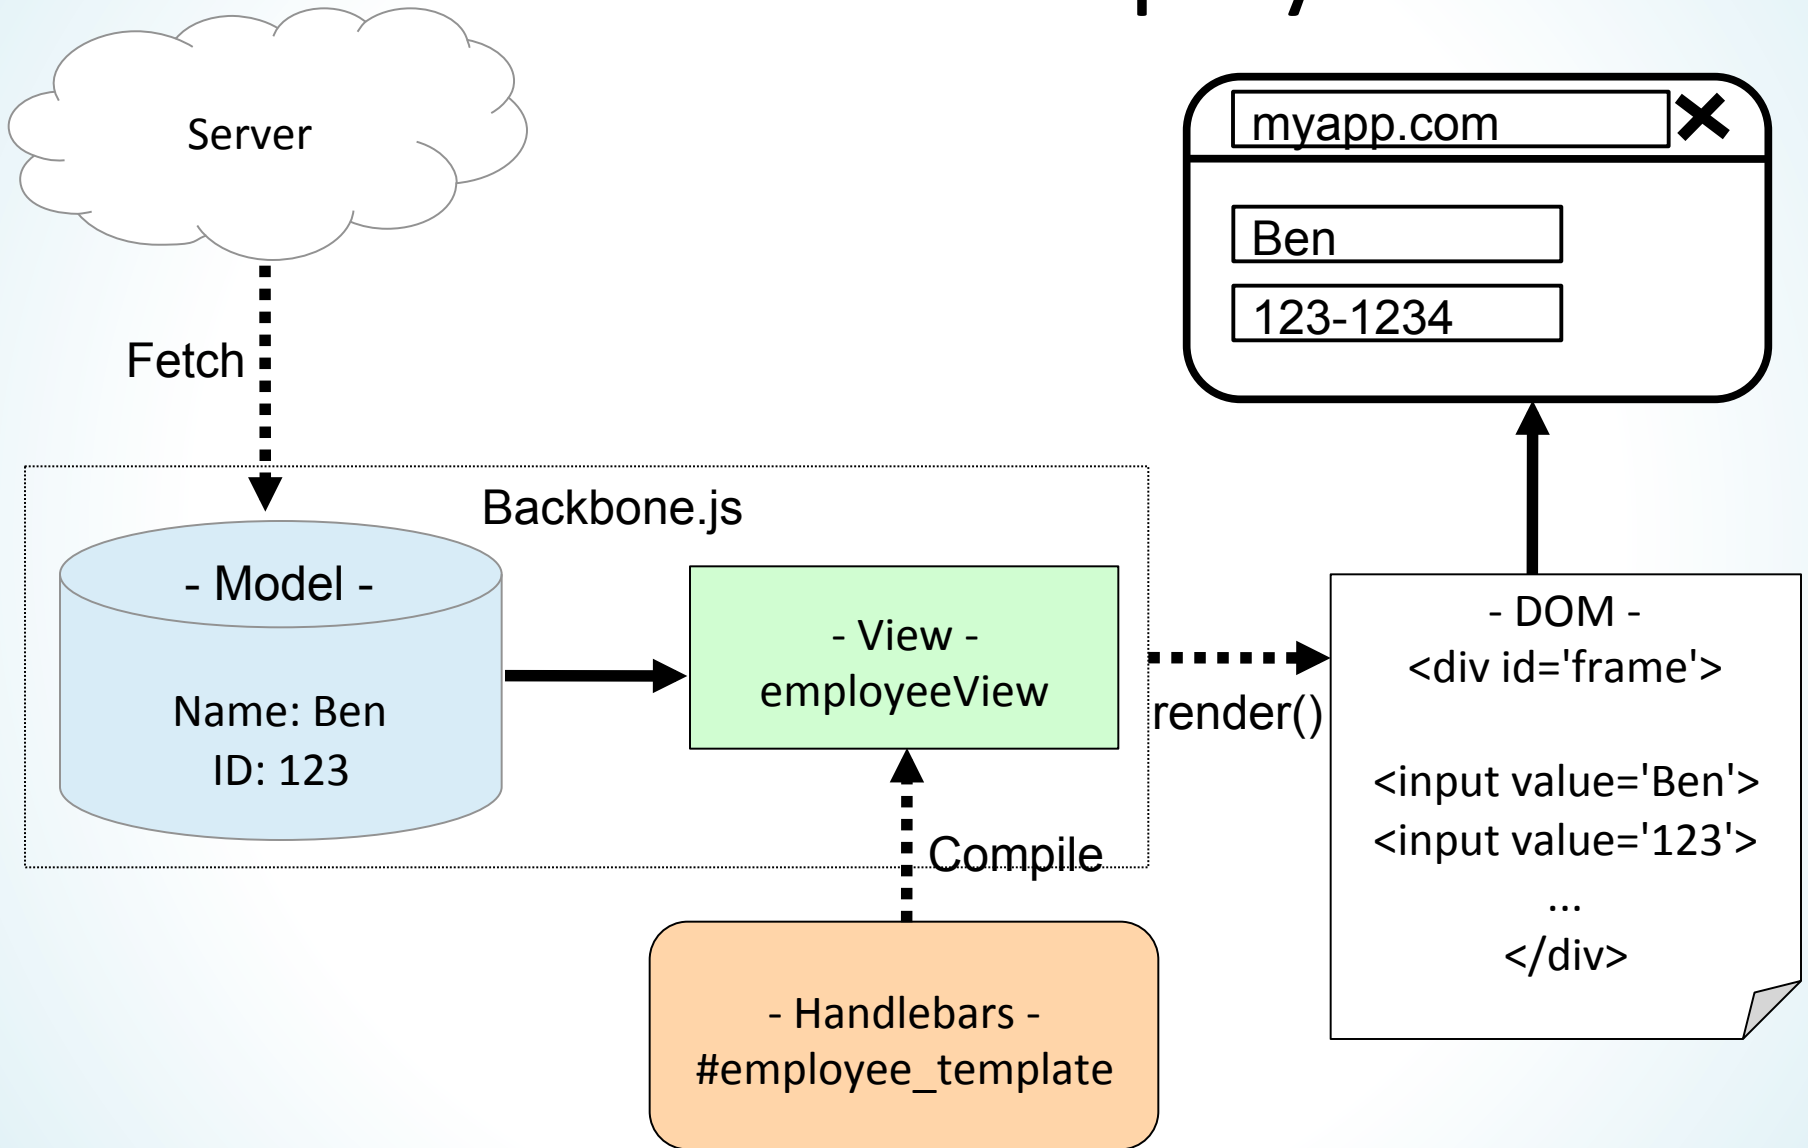 Server
myapp.com
Ben
123-1234
Fetch
Backbone.js
- Model -
Name: Ben
ID: 123
- View -
employeeView
render()
- DOM -
<div id='frame'>
<input value='Ben'>
<input value='123'>
...
</div>
Compile
- Handlebars -
#employee_template